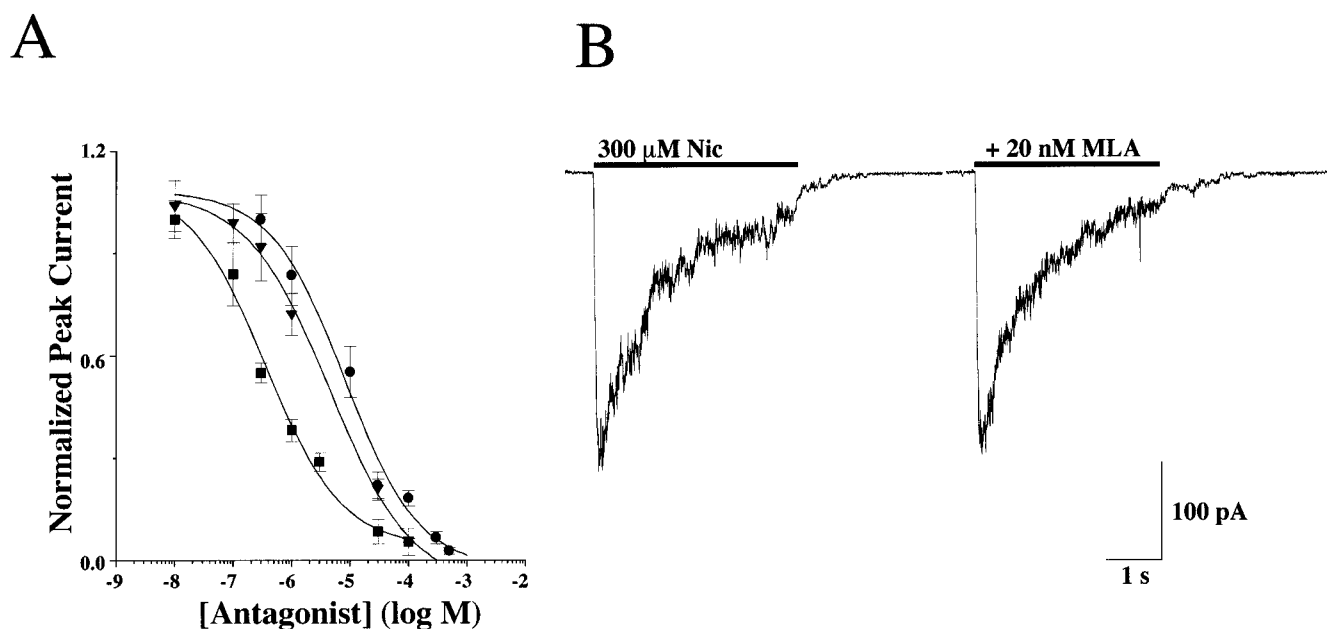 A
B
1.2
0.6
0.0
Normalized Peak Current
-9 -8 -7 -6 -5 -4 -3 -2
[Antagonist] (log M)
300 μM Nic
+ 20 nM MLA
100 pA
1 s